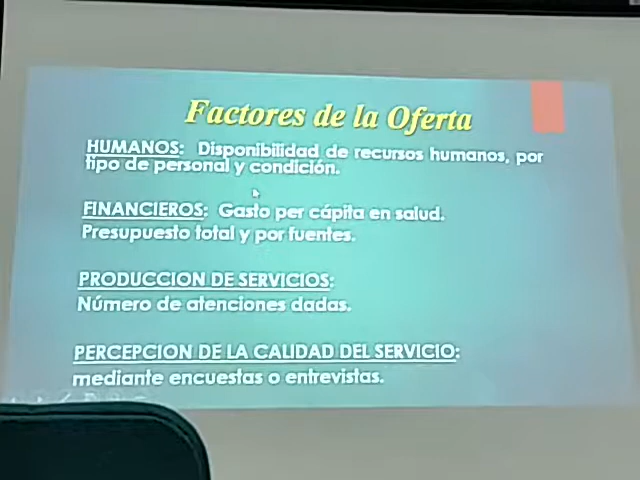 Factores de la Oferta
HUMANOS: Disponibilidad de recursos humanos, por
tipo de personal y condición.
FINANCIEROS: Gasto per cápita en salud.
Presupuesto total y por fuentes.
PRODUCCION DE SERVICIOS:
Número de atenciones dadas.
PERCEPCION DE LA CALIDAD DEL SERVICIO:
mediante encuestas o entrevistas.